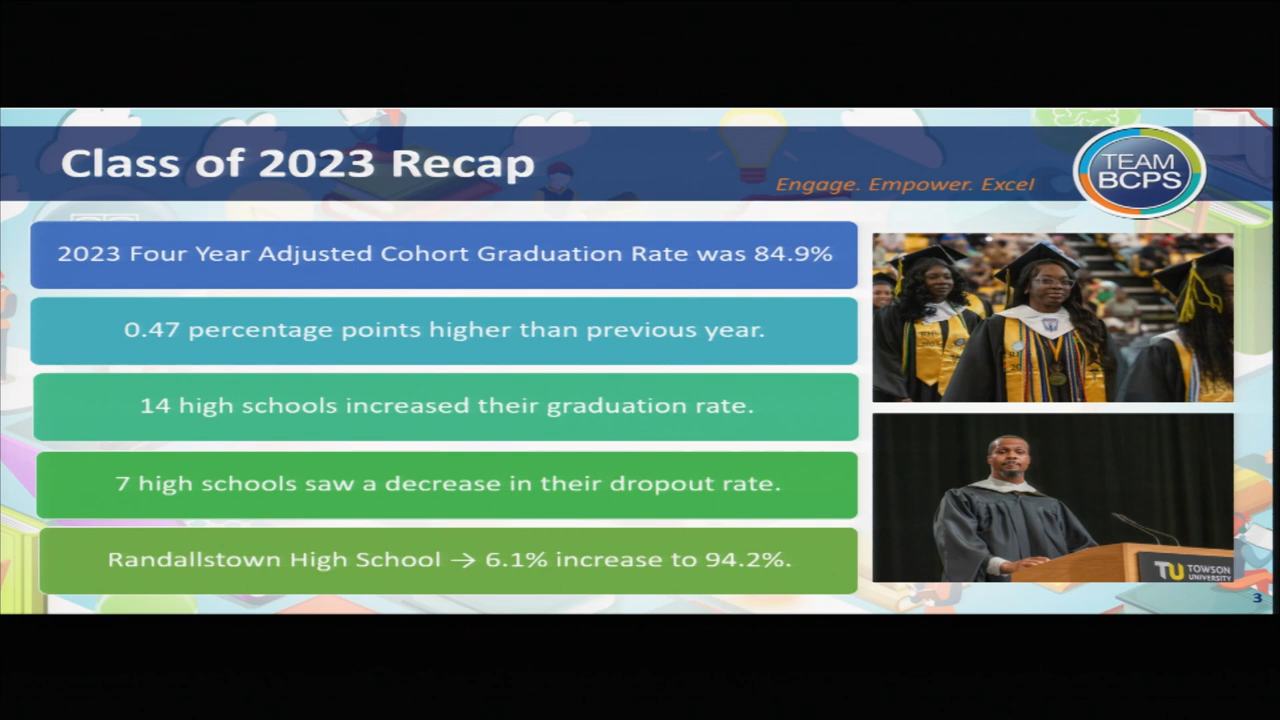 Class of 2023 Recap
Engage. Empower. Excel
TEAM
BCPS
2023 Four Year Adjusted Cohort Graduation Rate was 84.9%
0.47 percentage points higher than previous year.
14 high schools increased their graduation rate.
7 high schools saw a decrease in their dropout rate.
Randallstown High School → 6.1% increase to 94.2%.
TU TOWSON
UNIVERSITY
3